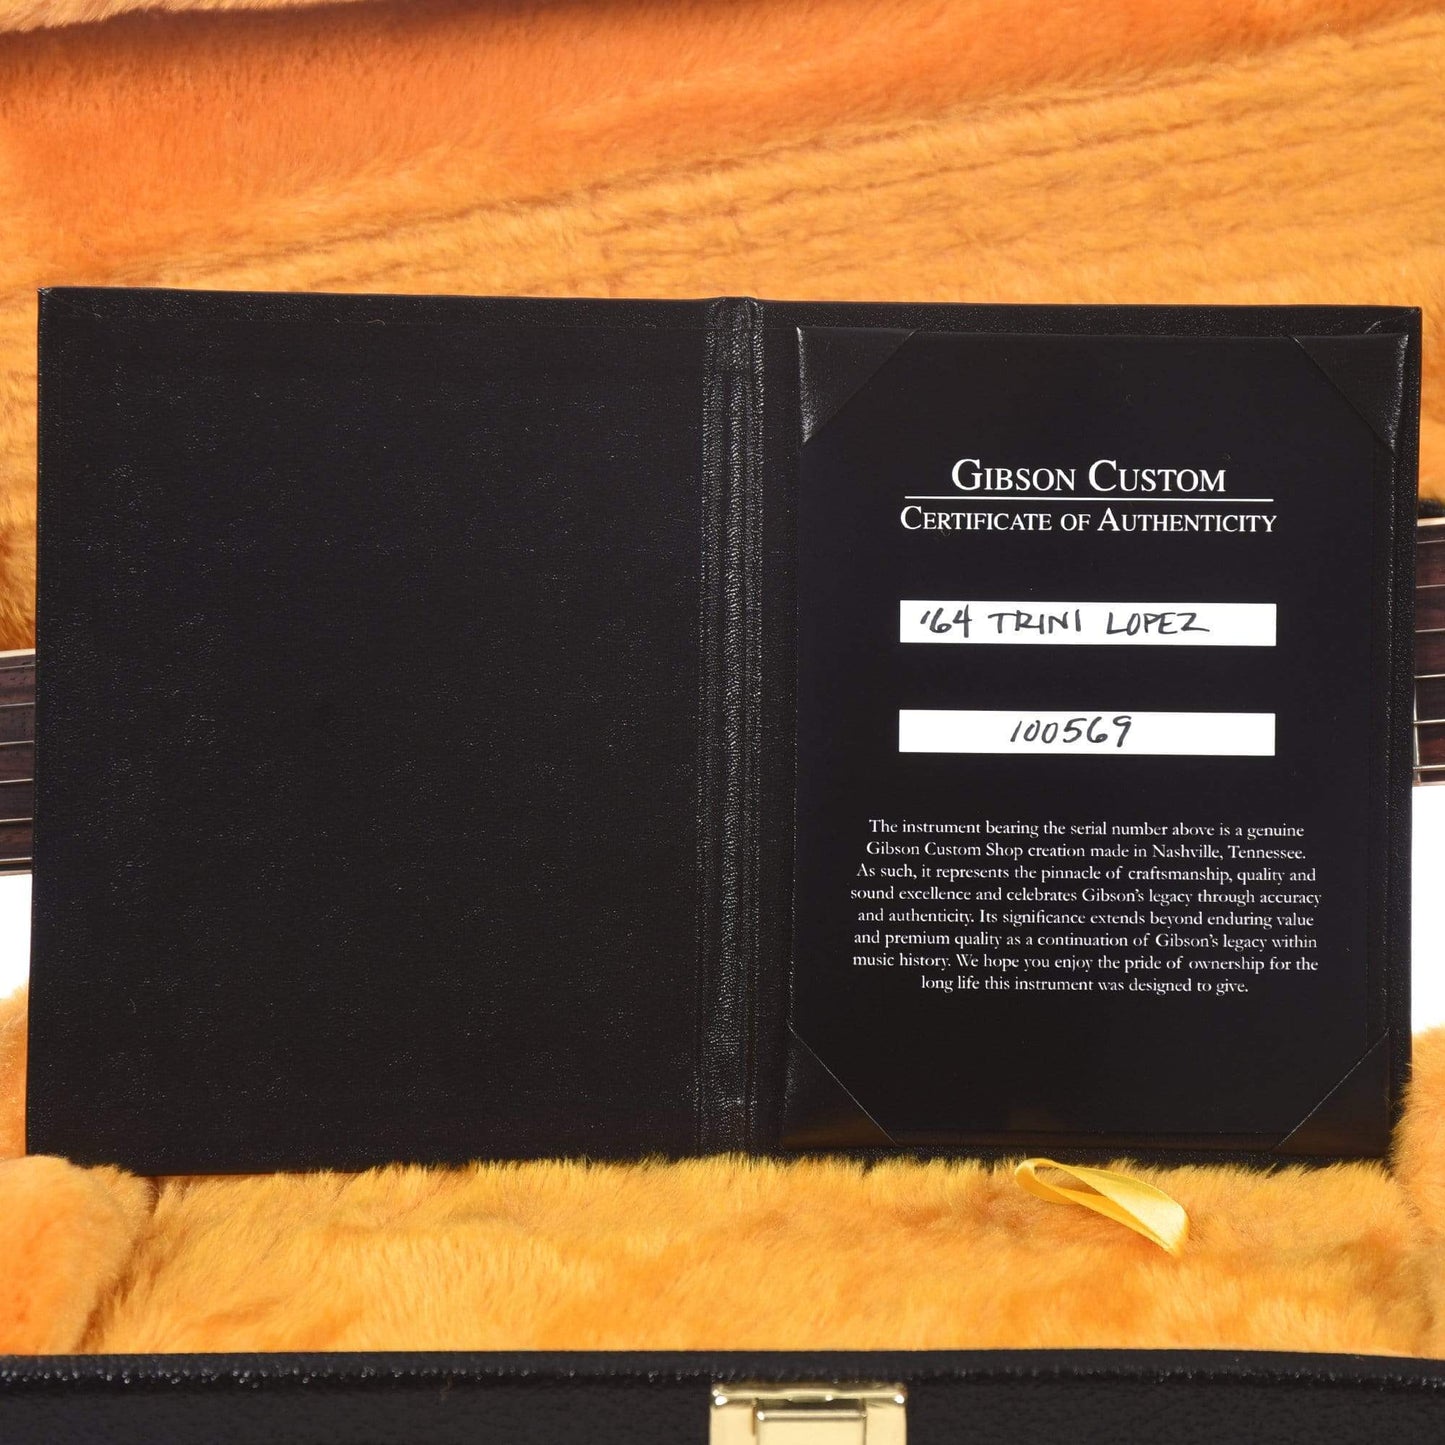 GIBSON CUSTOM
CERTIFICATE OF AUTHENTICITY
'64 TRINI LOPEZ
100569
The instrument bearing the serial number above is a genuine
Gibson Custom Shop creation made in Nashville, Tennessee.
As such, it represents the pinnacle of craftsmanship, quality and
sound excellence and celebrates Gibson's legacy through accuracy
and authenticity. Its significance extends beyond enduring value
and premium quality as a continuation of Gibson's legacy within
music history. We hope you enjoy the pride of ownership for the
long life this instrument was designed to give.